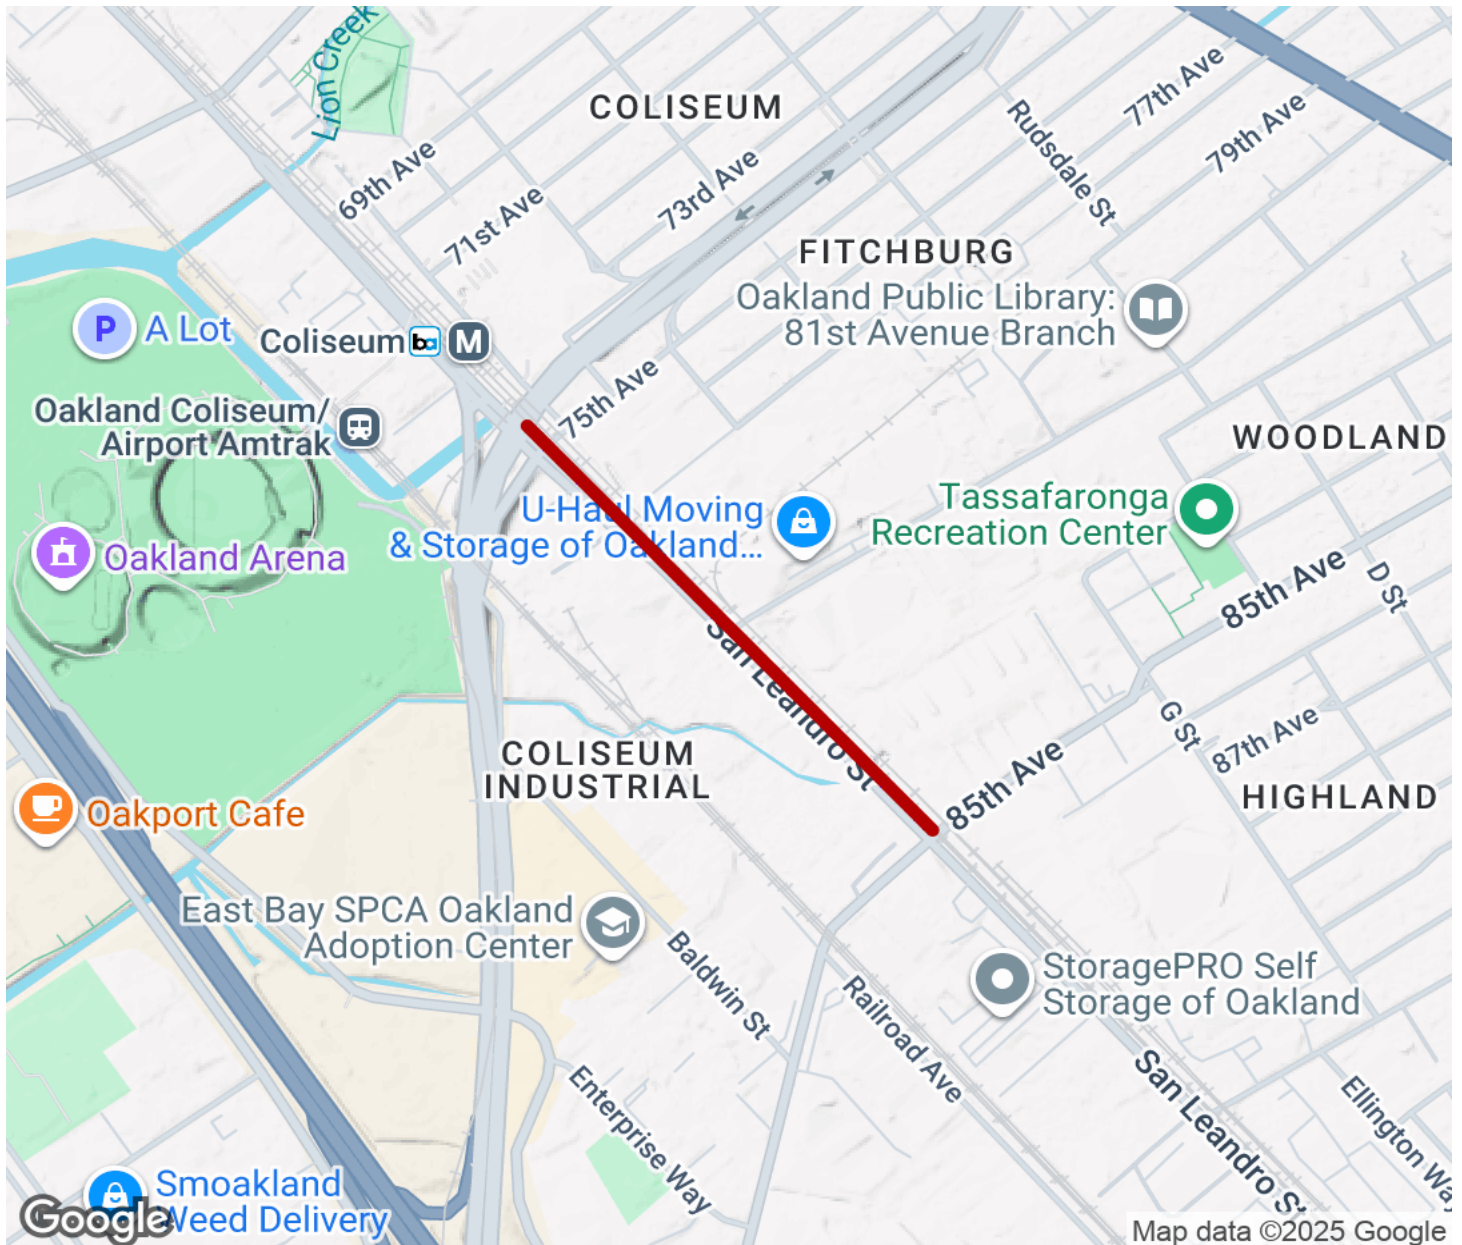 Lion Creek
COLISEUM
77th Ave
79th Ave
Rudsdale St
69th Ave
71st Ave
73rd Ave
FITCHBURG
Oakland Public Library:
81st Avenue Branch
P
A Lot
Coliseum
ba
M
75th Ave
Oakland Coliseum/
Airport Amtrak
WOODLAND
Tassafaronga
Recreation Center
U-Haul Moving
& Storage of Oakland...
Oakland Arena
85th Ave
D St
San Leandro St
G St
87th Ave
COLISEUM
INDUSTRIAL
85th Ave
HIGHLAND
Oakport Cafe
East Bay SPCA Oakland
Adoption Center
Baldwin St
StoragePRO Self
Storage of Oakland
Railroad Ave
San Leandro St
Enterprise Way
Ellington Way
Smoakland
Weed Delivery
Google
Map data ©2025 Google